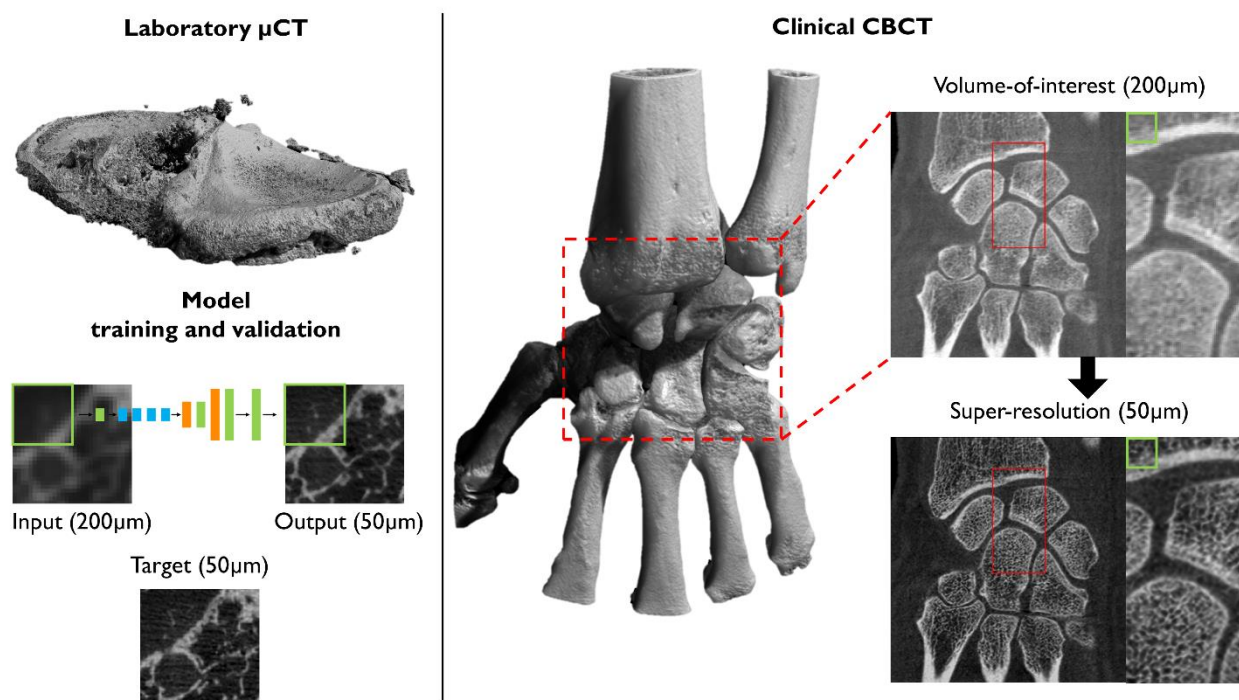 Laboratory µCT
Model
training and validation
Input (200µm)
Output (50µm)
Target (50µm)
Clinical CBCT
Volume-of-interest (200µm)
Super-resolution (50µm)